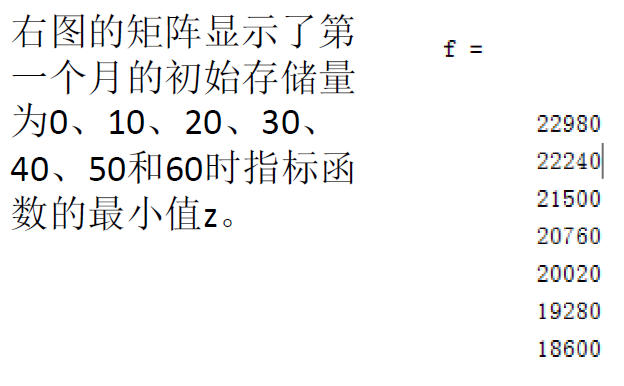 右图的矩阵显示了第
一个月的初始存储量
为0、10、20、30、
40、50和60时指标函
数的最小值z。
f =
22980
22240
21500
20760
20020
19280
18600